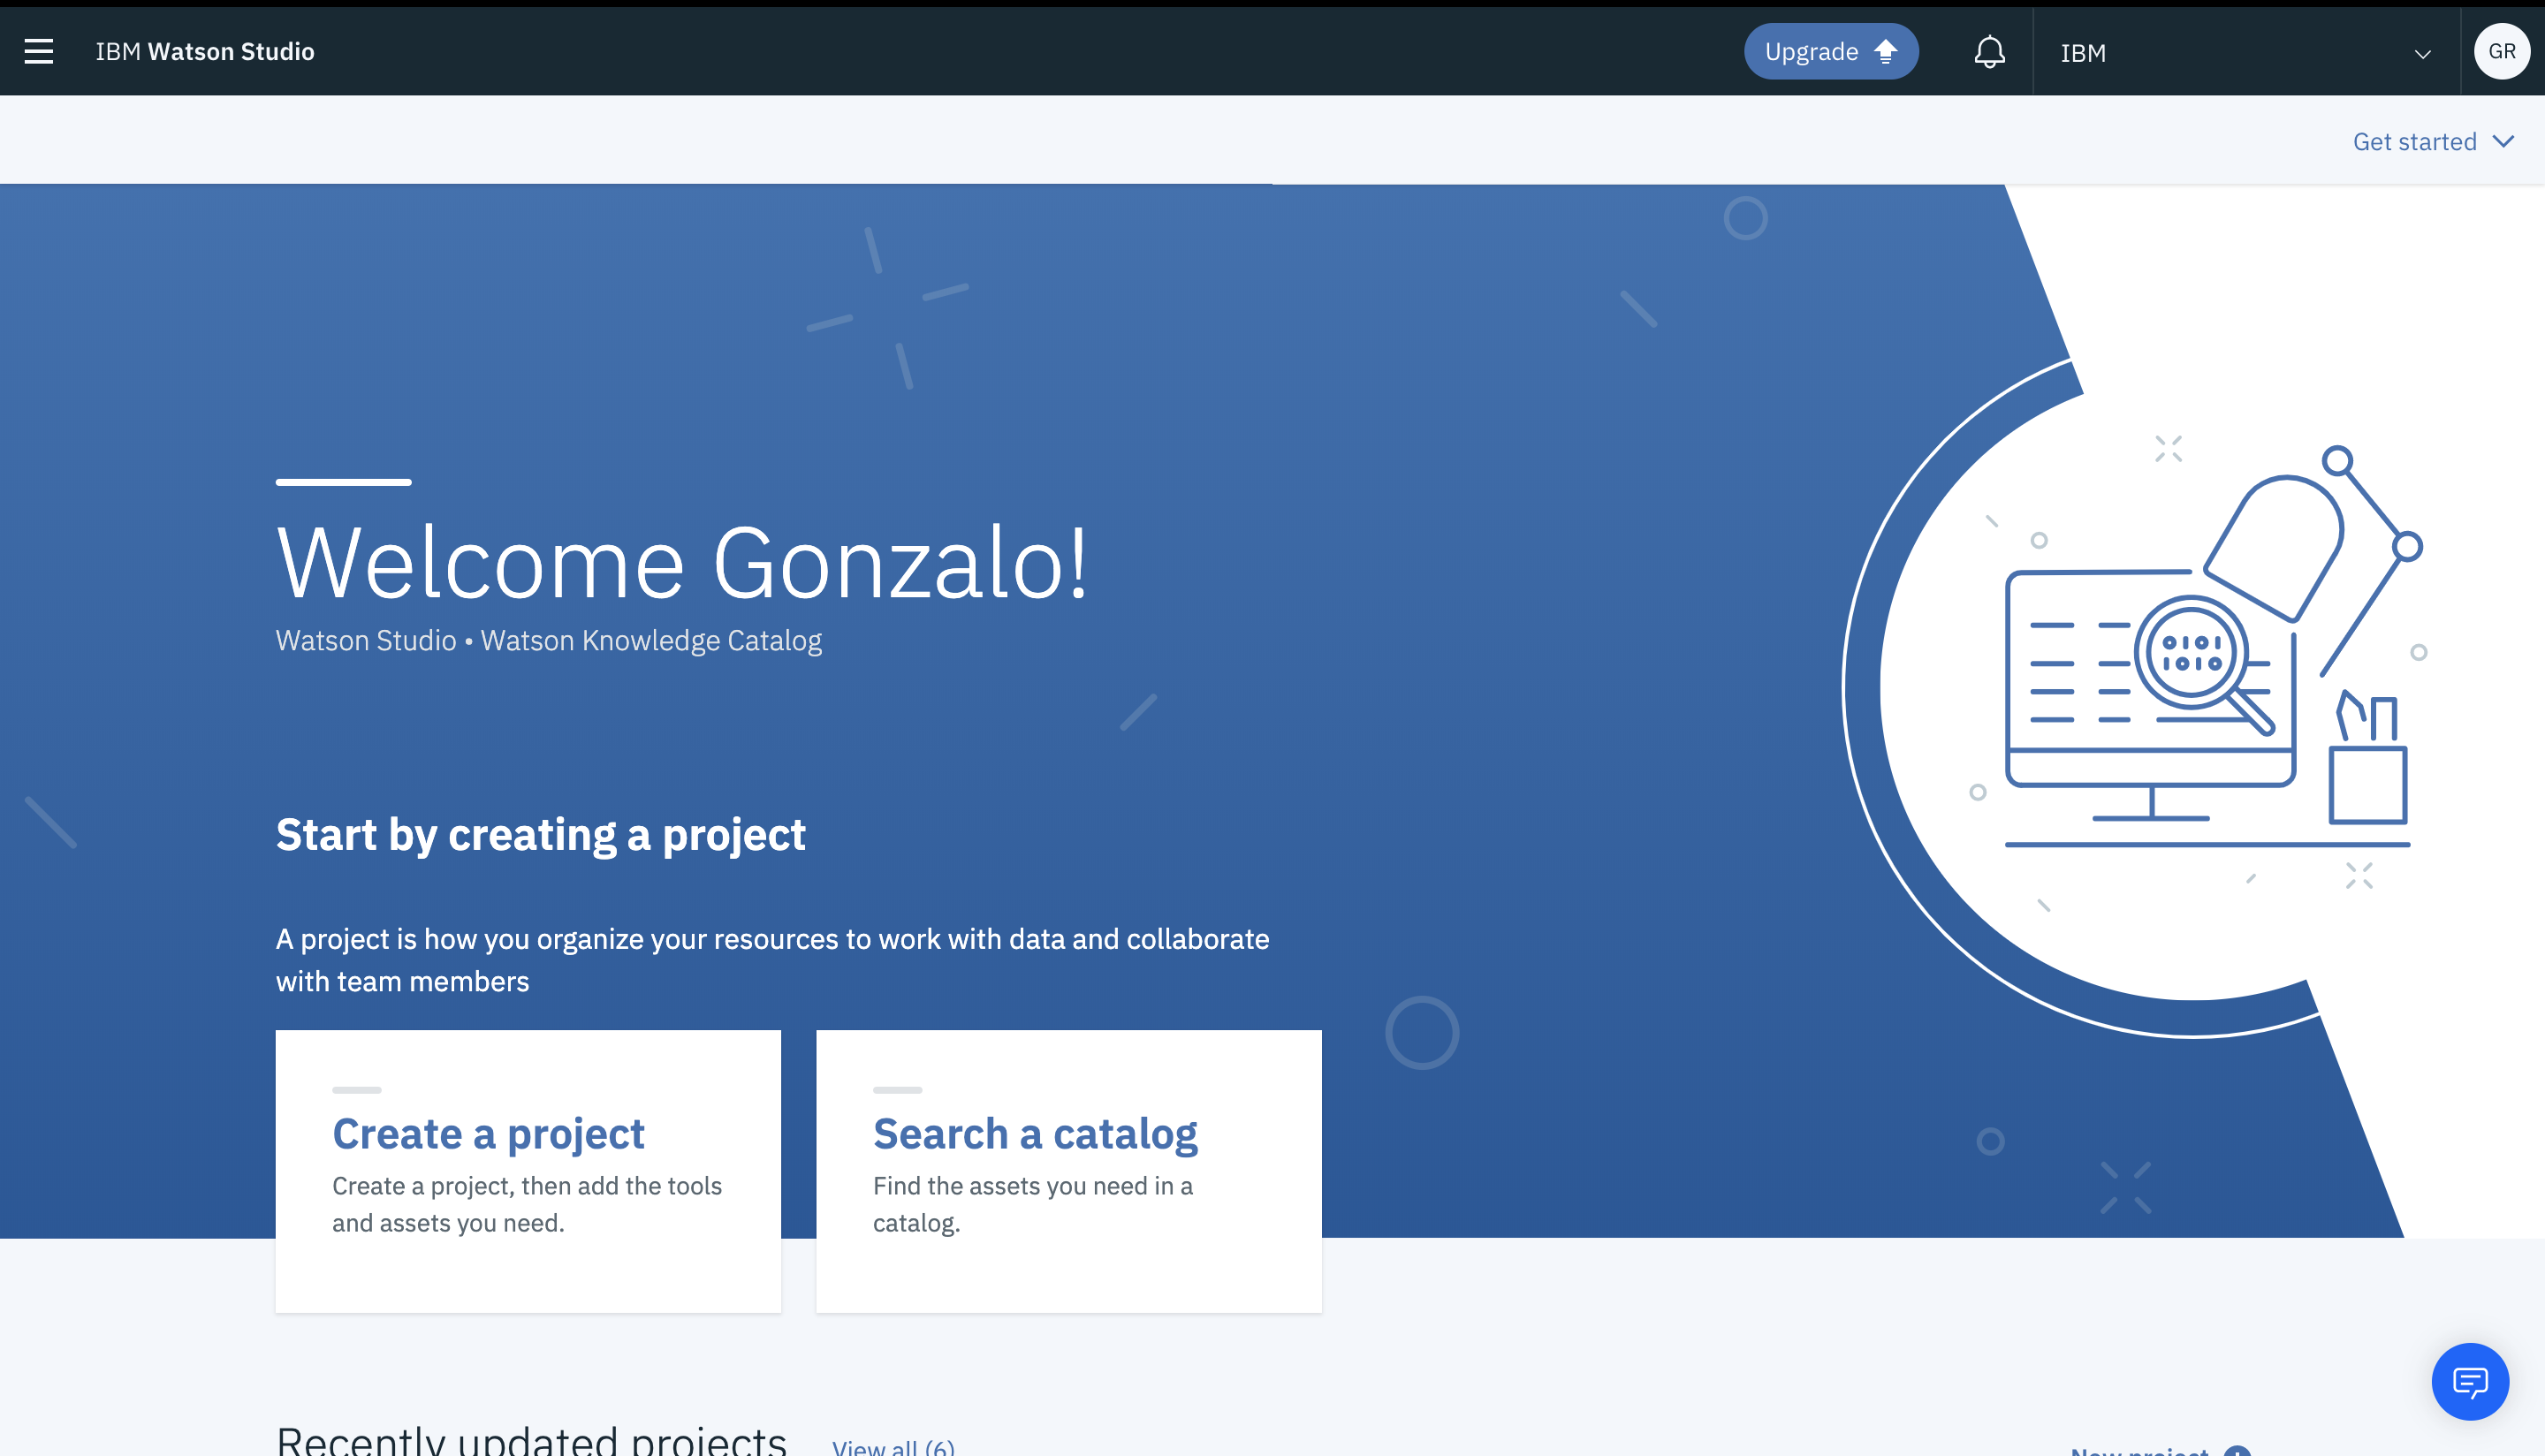 IBM Watson Studio
Upgrade
IBM
GR
Get started
Welcome Gonzalo!
Watson Studio • Watson Knowledge Catalog
Start by creating a project
A project is how you organize your resources to work with data and collaborate
with team members
Create a project
Create a project, then add the tools
and assets you need.
Search a catalog
Find the assets you need in a
catalog.
Recently updated projects
View all (6)
New project